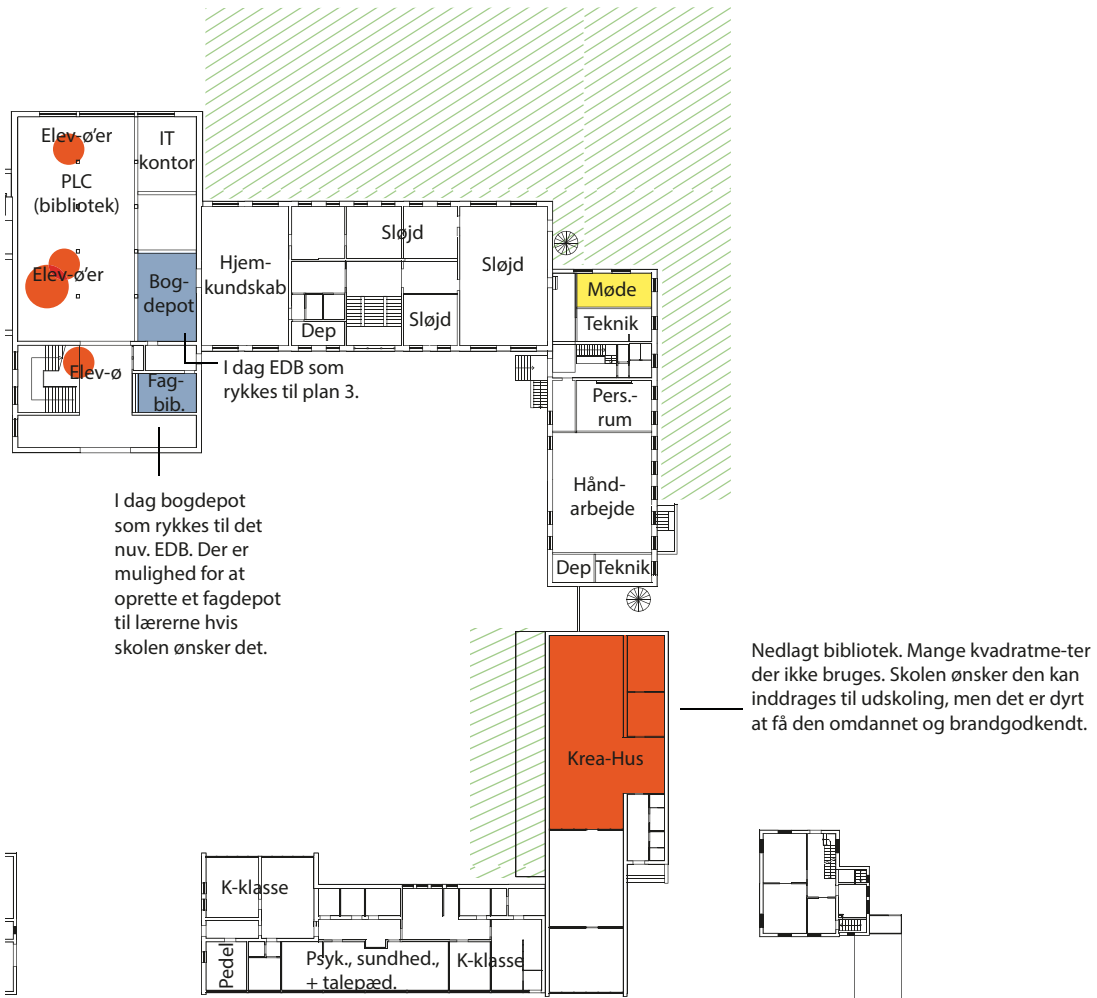 Elev-ø'er
IT
kontor
PLC
(bibliotek)
Elev-ø'er
Bog-
depot
Hjem-
kundskab
Sløjd
Sløjd
Sløjd
Dep
Møde
Teknik
I dag EDB som
rykkes til plan 3.
Elev-ø
Fag-
bib.
Pers.-
rum
Hånd-
arbejde
Dep
Teknik
I dag bogdepot
som rykkes til det
nuv. EDB. Der er
mulighed for at
oprette et fagdepot
til lærerne hvis
skolen ønsker det.
Nedlagt bibliotek. Mange kvadratme-ter
der ikke bruges. Skolen ønsker den kan
inddrages til udskoling, men det er dyrt
at få den omdannet og brandgodkendt.
Krea-Hus
K-klasse
Pedel
Psyk., sundhed.,
+ talepæd.
K-klasse